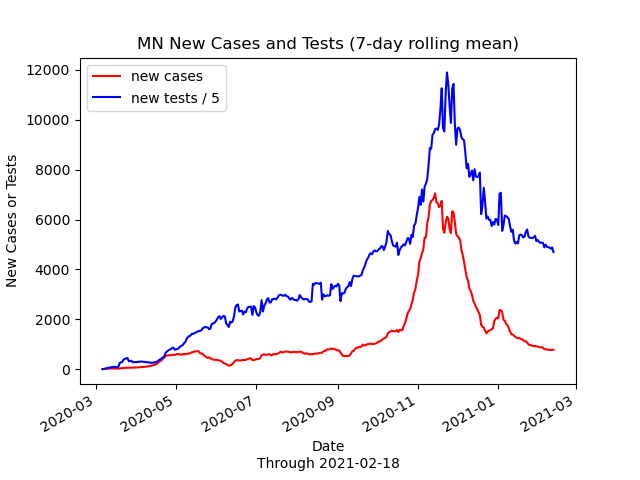 MN New Cases and Tests (7-day rolling mean)
new cases
new tests / 5
12000
10000
8000
6000
4000
2000
0
New Cases or Tests
2020-03
2020-05
2020-07
2020-09
2020-11
2021-01
2021-03
Date
Through 2021-02-18